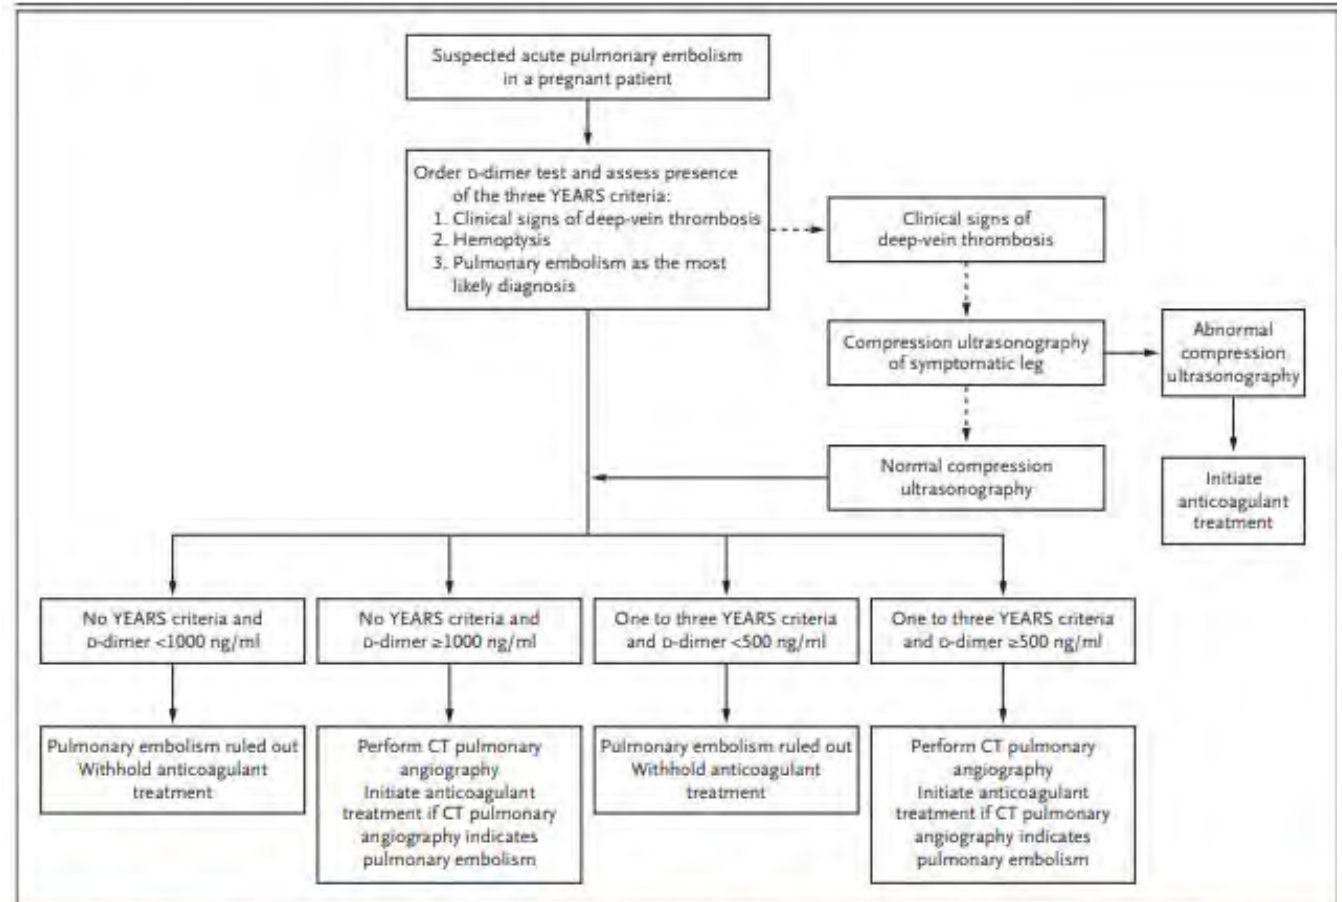 Suspected acute pulmonary embolism
in a pregnant patient
Order D-dimer test and assess presence
of the three YEARS criteria:
1. Clinical signs of deep-vein thrombosis
2. Hemoptysis
3. Pulmonary embolism as the most
likely diagnosis
Clinical signs of
deep-vein thrombosis
Compression ultrasonography
of symptomatic leg
Abnormal
compression
ultrasonography
Normal compression
ultrasonography
Initiate
anticoagulant
treatment
No YEARS criteria and
D-dimer <1000 ng/ml
No YEARS criteria and
D-dimer ≥1000 ng/ml
One to three YEARS criteria
and D-dimer <500 ng/ml
One to three YEARS criteria
and D-dimer ≥500 ng/ml
Pulmonary embolism ruled out
Withhold anticoagulant
treatment
Perform CT pulmonary
angiography
Initiate anticoagulant
treatment if CT pulmonary
angiography indicates
pulmonary embolism
Pulmonary embolism ruled out
Withhold anticoagulant
treatment
Perform CT pulmonary
angiography
Initiate anticoagulant
treatment if CT pulmonary
angiography indicates
pulmonary embolism